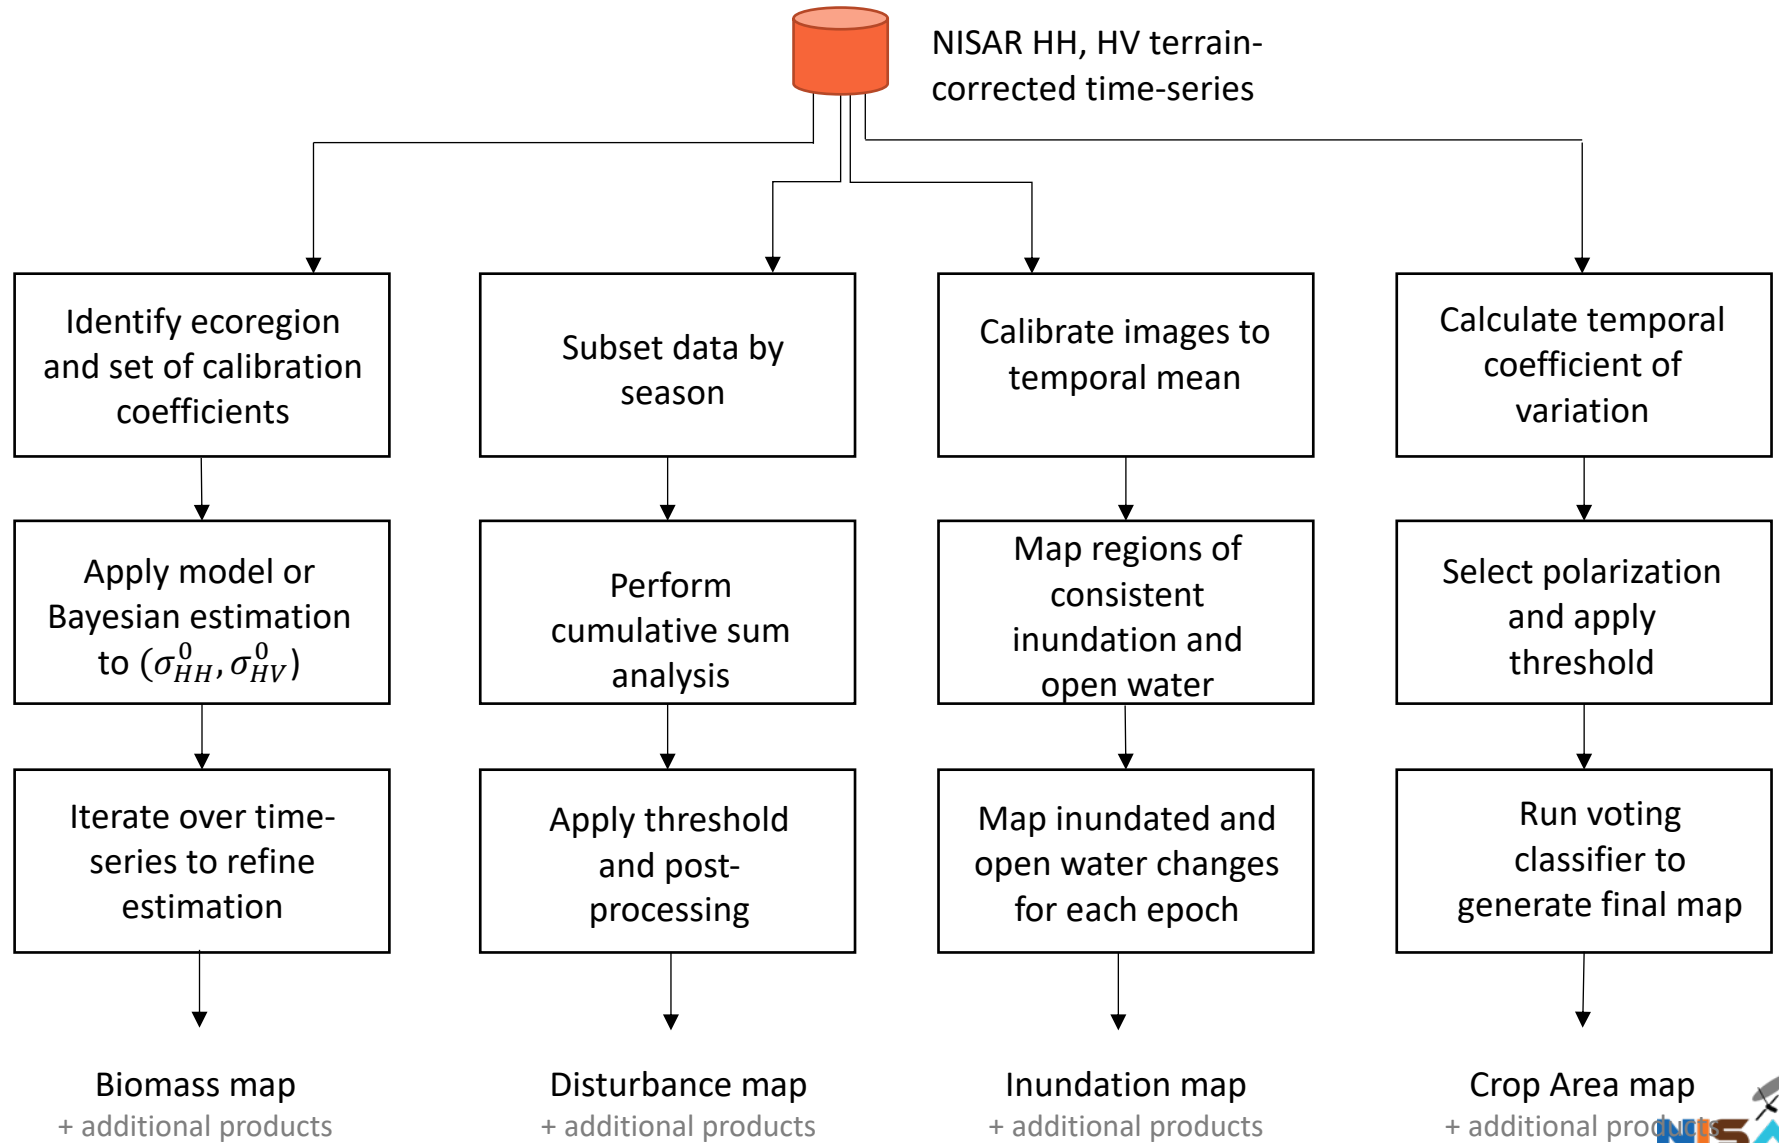 NISAR HH, HV terrain-
corrected time-series
Identify ecoregion
and set of calibration
coefficients
Apply model or
Bayesian estimation
to (σ⁰HH, σ⁰HV)
Iterate over time-
series to refine
estimation
Biomass map
+ additional products
Subset data by
season
Perform
cumulative sum
analysis
Apply threshold
and post-
processing
Disturbance map
+ additional products
Calibrate images to
temporal mean
Map regions of
consistent
inundation and
open water
Map inundated and
open water changes
for each epoch
Inundation map
+ additional products
Calculate temporal
coefficient of
variation
Select polarization
and apply
threshold
Run voting
classifier to
generate final map
Crop Area map
+ additional products